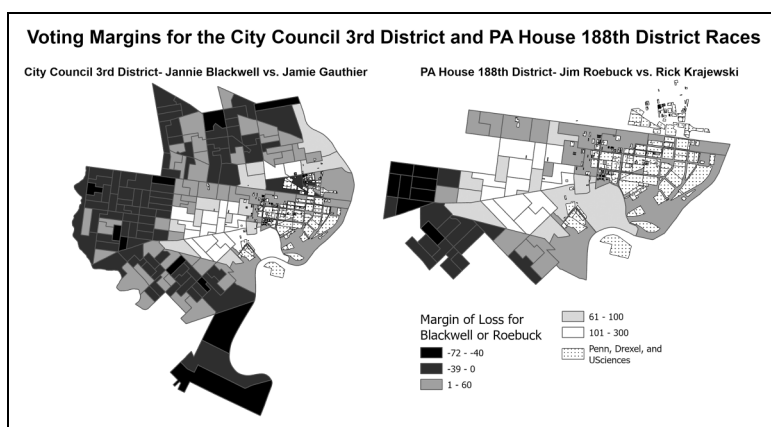 Voting Margins for the City Council 3rd District and PA House 188th District Races
City Council 3rd District- Jannie Blackwell vs. Jamie Gauthier
PA House 188th District- Jim Roebuck vs. Rick Krajewski
Margin of Loss for
Blackwell or Roebuck
-72 - -40
-39 - 0
1 - 60
61 - 100
101 - 300
Penn, Drexel, and
USciences